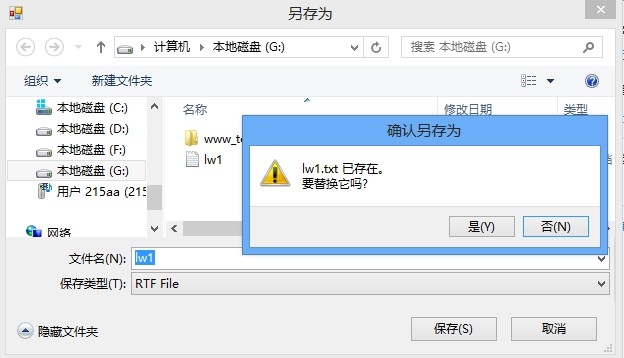 另存为
计算机 本地磁盘 (G:)
搜索 本地磁盘 (G:)
组织 新建文件夹
本地磁盘 (C:)
本地磁盘 (D:)
本地磁盘 (F:)
本地磁盘 (G:)
用户 215aa (215
网络
名称 修改日期 类型
www_te
lw1
确认另存为
lw1.txt 已存在。
要替换它吗?
是(Y) 否(N)
文件名(N): lw1
保存类型(T): RTF File
隐藏文件夹 保存(S) 取消